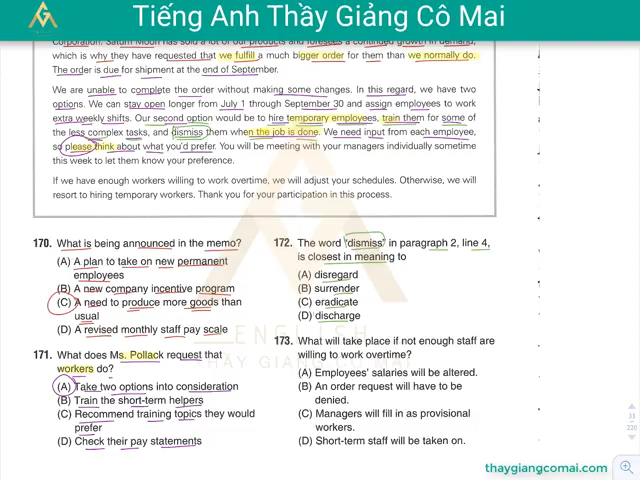 Tiếng Anh Thầy Giảng Cô Mai
Corporation. Saturn Moon has sold a lot of our products and foresees a continued growth in demand,
which is why they have requested that we fulfill a much bigger order for them than we normally do.
The order is due for shipment at the end of September.
We are unable to complete the order without making some changes. In this regard, we have two
options. We can stay open longer from July 1 through September 30 and assign employees to work
extra weekly shifts. Our second option would be to hire temporary employees, train them for some of
the less complex tasks, and dismiss them when the job is done. We need input from each employee,
so please think about what you'd prefer. You will be meeting with your managers individually sometime
this week to let them know your preference.
If we have enough workers willing to work overtime, we will adjust your schedules. Otherwise, we will
resort to hiring temporary workers. Thank you for your participation in this process.
170. What is being announced in the memo?
(A) A plan to take on new permanent
employees
(B) A new company incentive program
(C) A need to produce more goods than
usual
(D) A revised monthly staff pay scale
171. What does Ms. Pollack request that
workers do?
(A) Take two options into consideration
(B) Train the short-term helpers
(C) Recommend training topics they would
prefer
(D) Check their pay statements
172. The word "dismiss" in paragraph 2, line 4,
is closest in meaning to
(A) disregard
(B) surrender
(C) eradicate
(D) discharge
173. What will take place if not enough staff are
willing to work overtime?
(A) Employees' salaries will be altered.
(B) An order request will have to be
denied.
(C) Managers will fill in as provisional
workers.
(D) Short-term staff will be taken on.
ENGLISH
THẦY GIẢNG CÔ MAI
33
220
thaygiangcomai.com